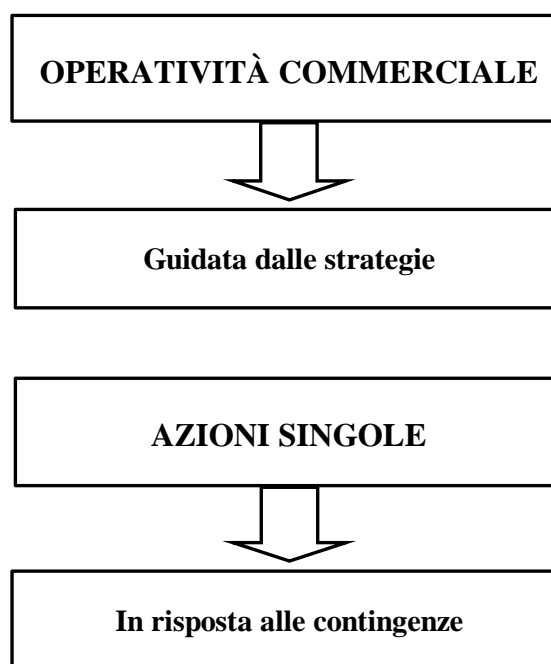 OPERATIVITÀ COMMERCIALE
Guidata dalle strategie
AZIONI SINGOLE
In risposta alle contingenze